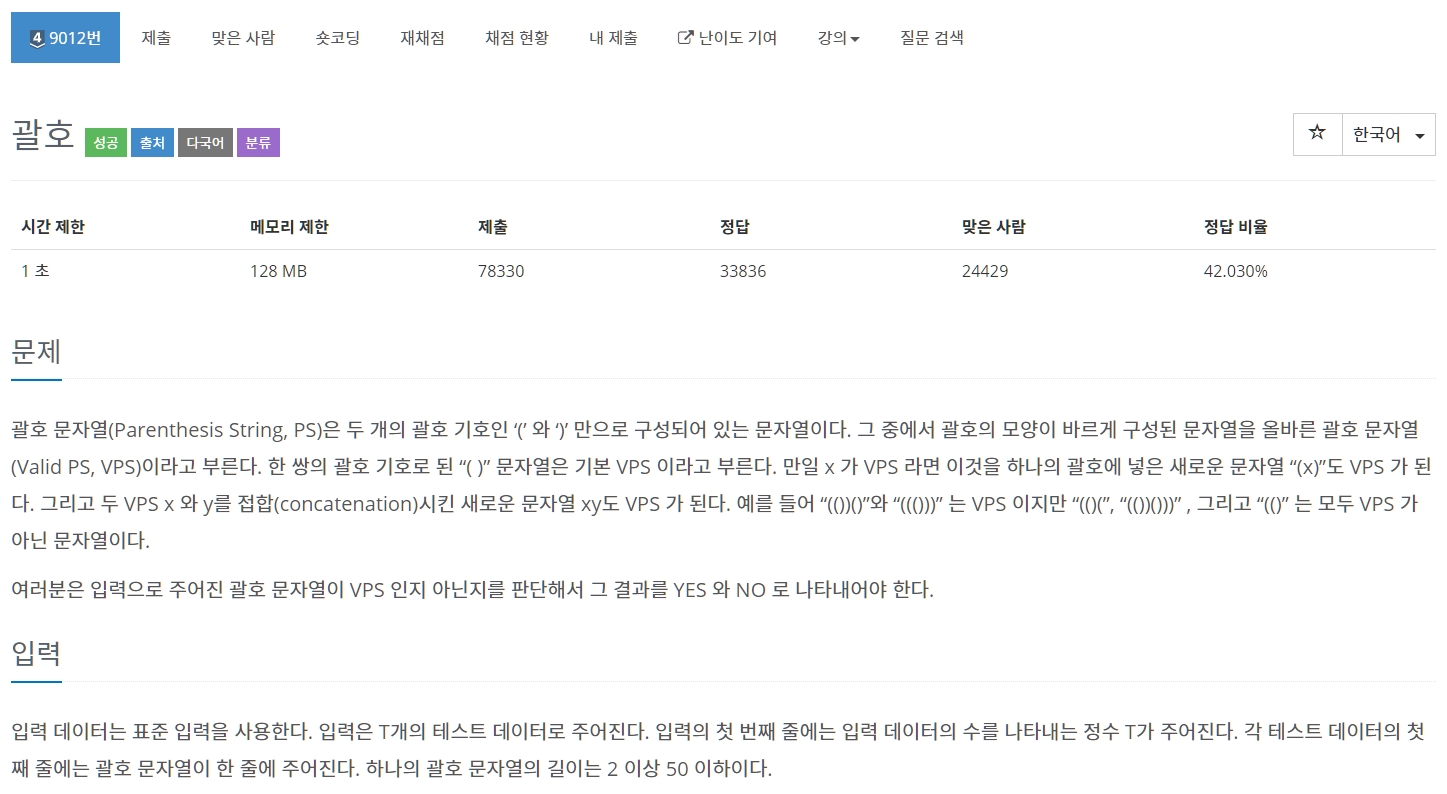 4 9012번 제출 맞은 사람 숏코딩 재채점 채점 현황 내 제출 난이도 기여 강의 질문 검색
괄호 성공 출처 다국어 분류 한국어
시간 제한 메모리 제한 제출 정답 맞은 사람 정답 비율
1 초 128 MB 78330 33836 24429 42.030%
문제
괄호 문자열(Parenthesis String, PS)은 두 개의 괄호 기호인 ‘(’ 와 ‘)’ 만으로 구성되어 있는 문자열이다. 그 중에서 괄호의 모양이 바르게 구성된 문자열을 올바른 괄호 문자열
(Valid PS, VPS)이라고 부른다. 한 쌍의 괄호 기호로 된 “( )” 문자열은 기본 VPS 이라고 부른다. 만일 x 가 VPS 라면 이것을 하나의 괄호에 넣은 새로운 문자열 “(x)”도 VPS 가 된
다. 그리고 두 VPS x 와 y를 접합(concatenation)시킨 새로운 문자열 xy도 VPS 가 된다. 예를 들어 “(())()”와 “((()))” 는 VPS 이지만 “(()(”, “(())()))” , 그리고 “(()” 는 모두 VPS 가
아닌 문자열이다.
여러분은 입력으로 주어진 괄호 문자열이 VPS 인지 아닌지를 판단해서 그 결과를 YES 와 NO 로 나타내어야 한다.
입력
입력 데이터는 표준 입력을 사용한다. 입력은 T개의 테스트 데이터로 주어진다. 입력의 첫 번째 줄에는 입력 데이터의 수를 나타내는 정수 T가 주어진다. 각 테스트 데이터의 첫
째 줄에는 괄호 문자열이 한 줄에 주어진다. 하나의 괄호 문자열의 길이는 2 이상 50 이하이다.